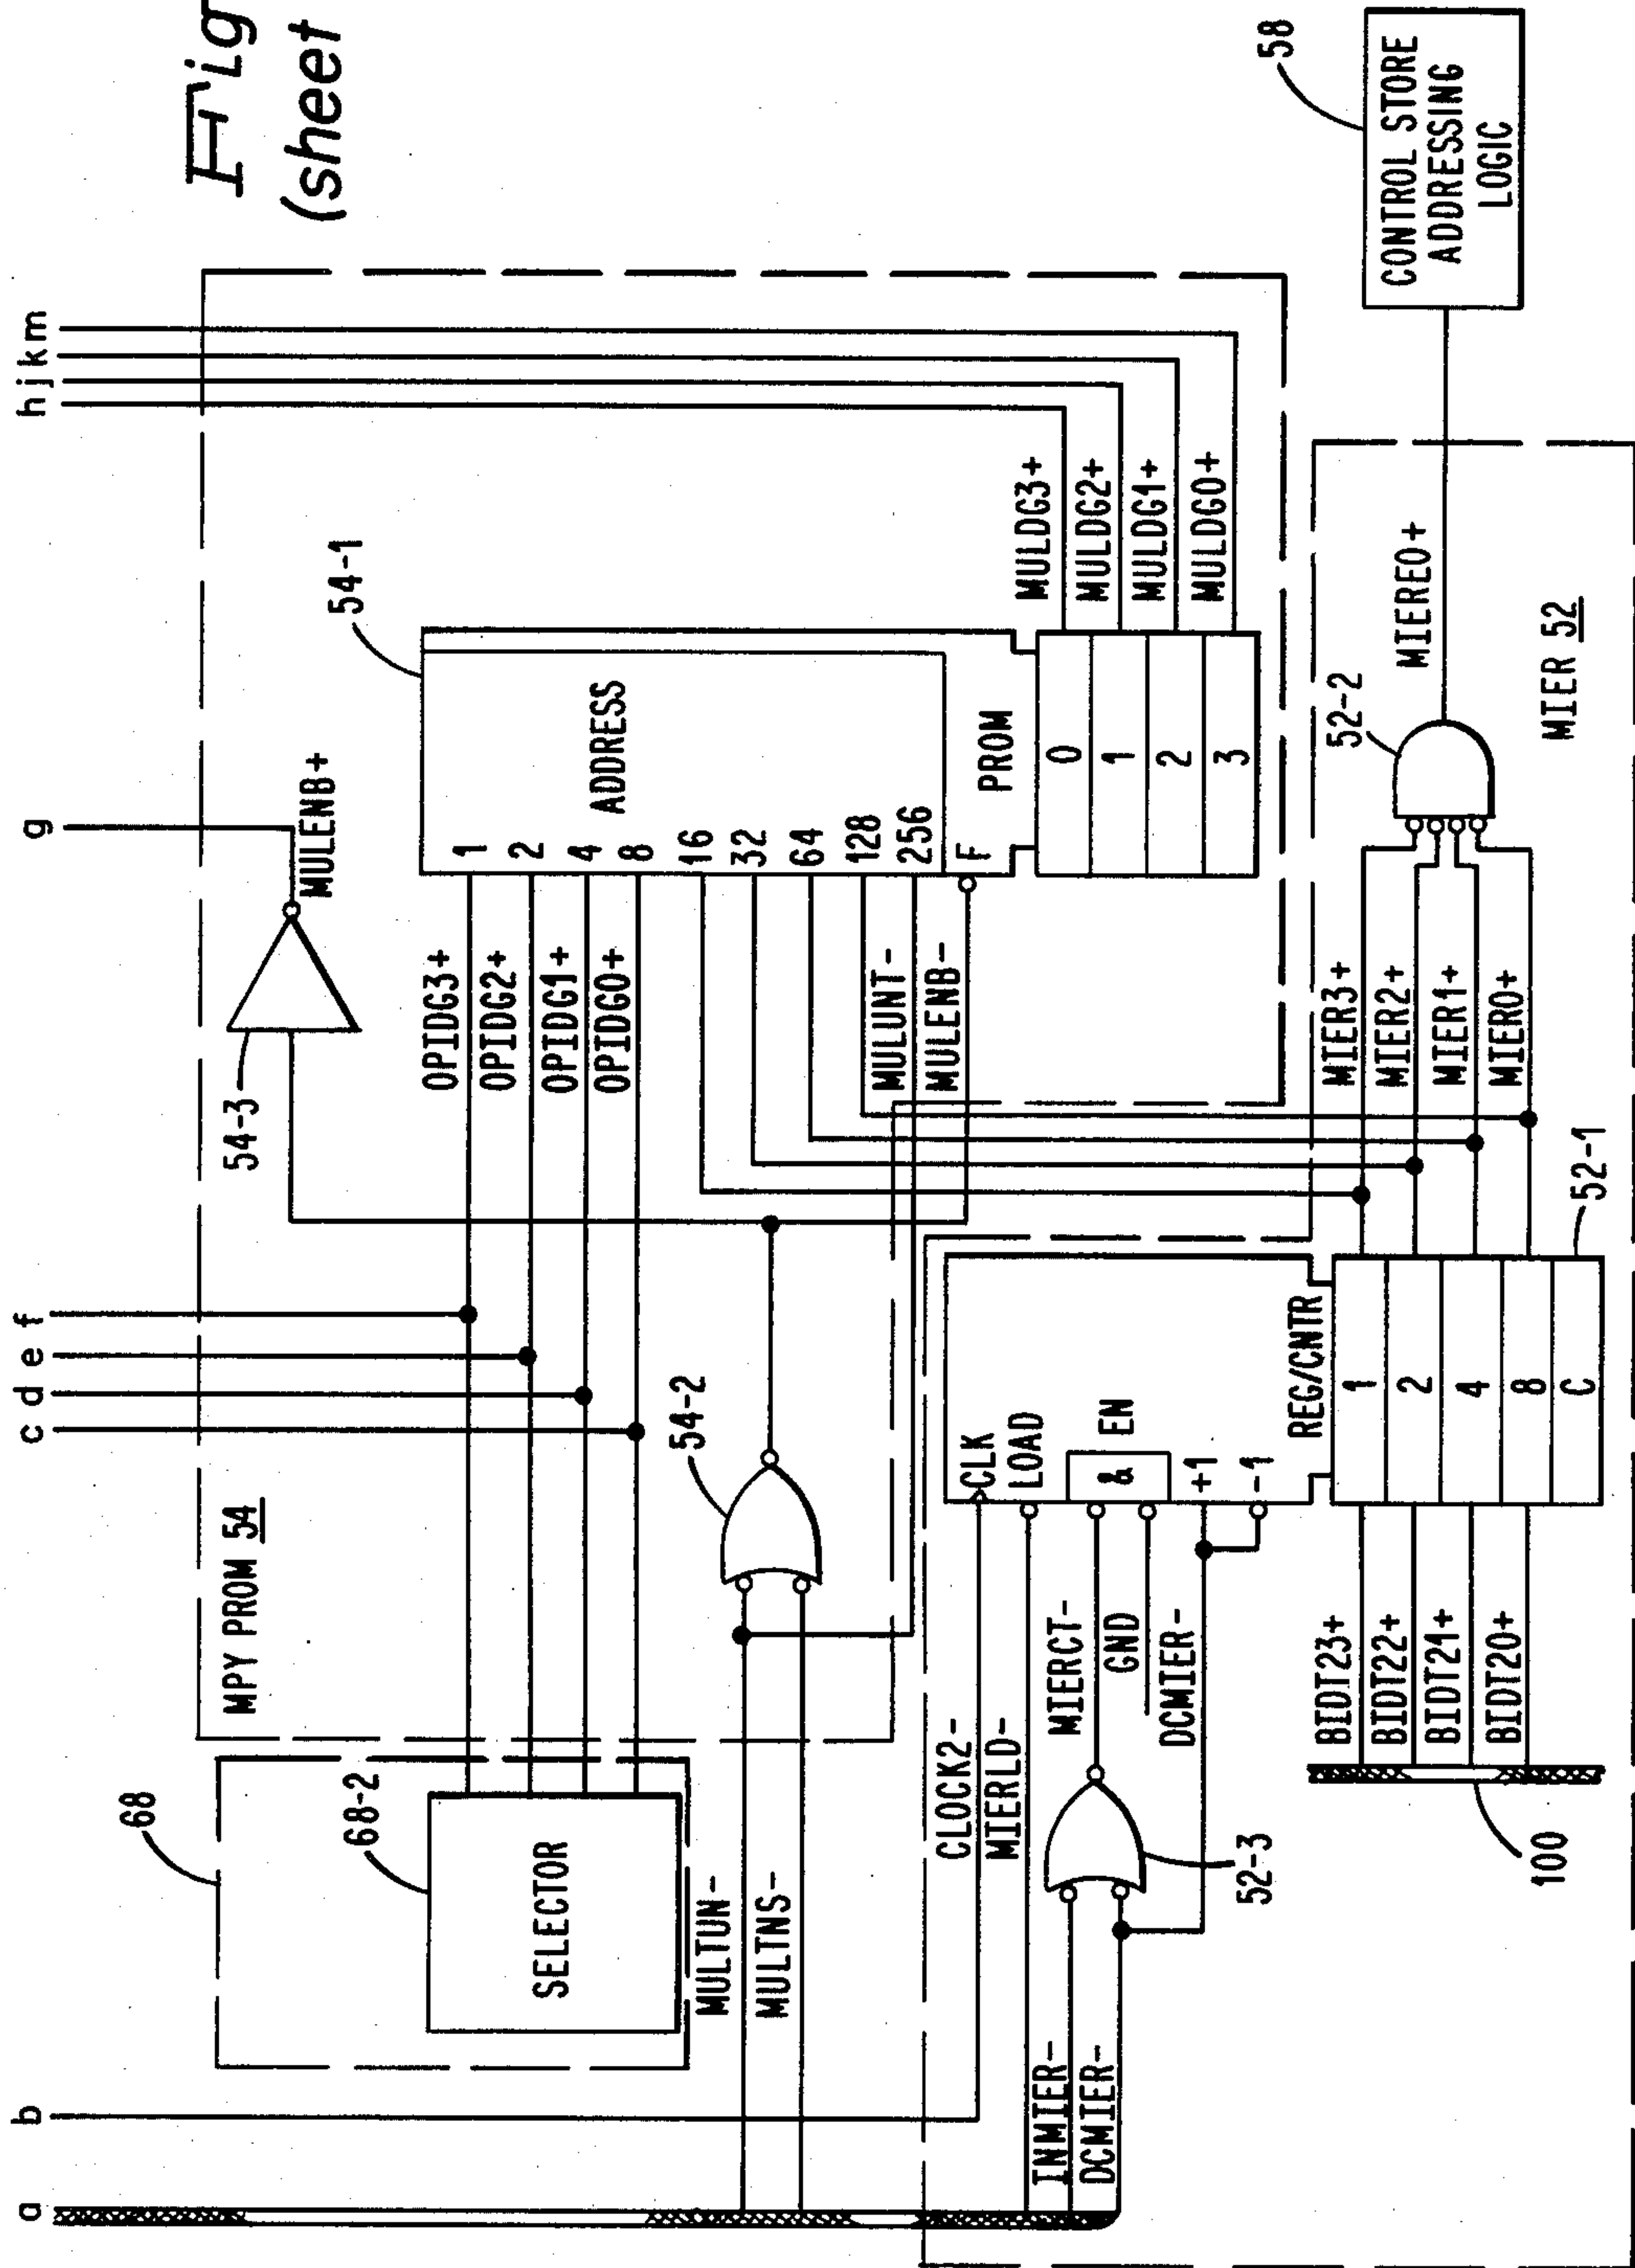 Fig
(sheet
a
b
c
d
e
f
g
h
j
k
m
68
68-2
SELECTOR
MPY PROM 54
54-3
MULENB+
OPIDG3+
OPIDG2+
OPIDG1+
OPIDG0+
54-1
ADDRESS
1
2
4
8
16
32
64
128
256
F
PROM
0
1
2
3
MULDG3+
MULDG2+
MULDG1+
MULDG0+
MULTUN-
MULTNS-
54-2
MULUNT-
MULENB-
CLOCK2-
MIERLD-
INMIER-
DCMIER-
52-3
MIERCT-
GND
DCMIER-
CLK
LOAD
&
EN
+1
-1
REG/CNTR
1
2
4
8
C
52-1
BIDT23+
BIDT22+
BIDT21+
BIDT20+
100
MIER3+
MIER2+
MIER1+
MIER0+
52-2
MIERE0+
MIER 52
58
CONTROL STORE
ADDRESSING
LOGIC